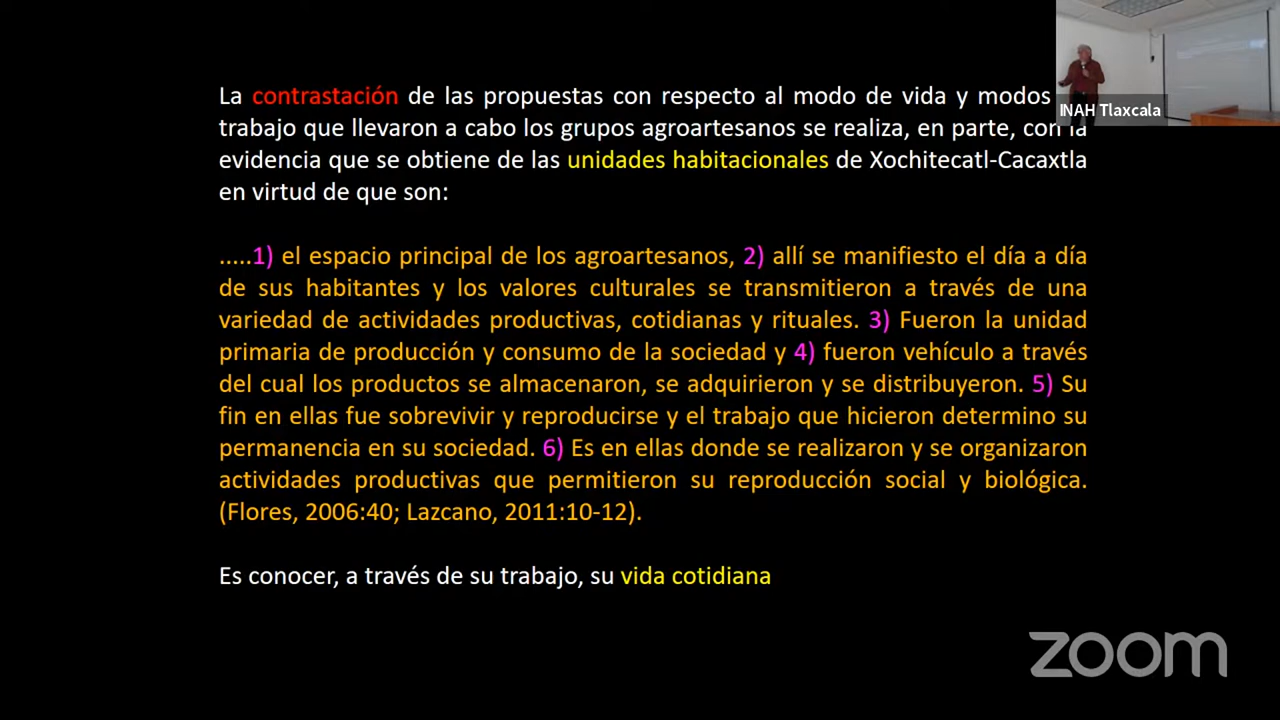 La contrastación de las propuestas con respecto al modo de vida y modos
trabajo que llevaron a cabo los grupos agroartesanos se realiza, en parte, con la
evidencia que se obtiene de las unidades habitacionales de Xochitecatl-Cacaxtla
en virtud de que son:
.....1) el espacio principal de los agroartesanos, 2) allí se manifiesto el día a día
de sus habitantes y los valores culturales se transmitieron a través de una
variedad de actividades productivas, cotidianas y rituales. 3) Fueron la unidad
primaria de producción y consumo de la sociedad y 4) fueron vehículo a través
del cual los productos se almacenaron, se adquirieron y se distribuyeron. 5) Su
fin en ellas fue sobrevivir y reproducirse y el trabajo que hicieron determino su
permanencia en su sociedad. 6) Es en ellas donde se realizaron y se organizaron
actividades productivas que permitieron su reproducción social y biológica.
(Flores, 2006:40; Lazcano, 2011:10-12).
Es conocer, a través de su trabajo, su vida cotidiana
INAH Tlaxcala
zoom